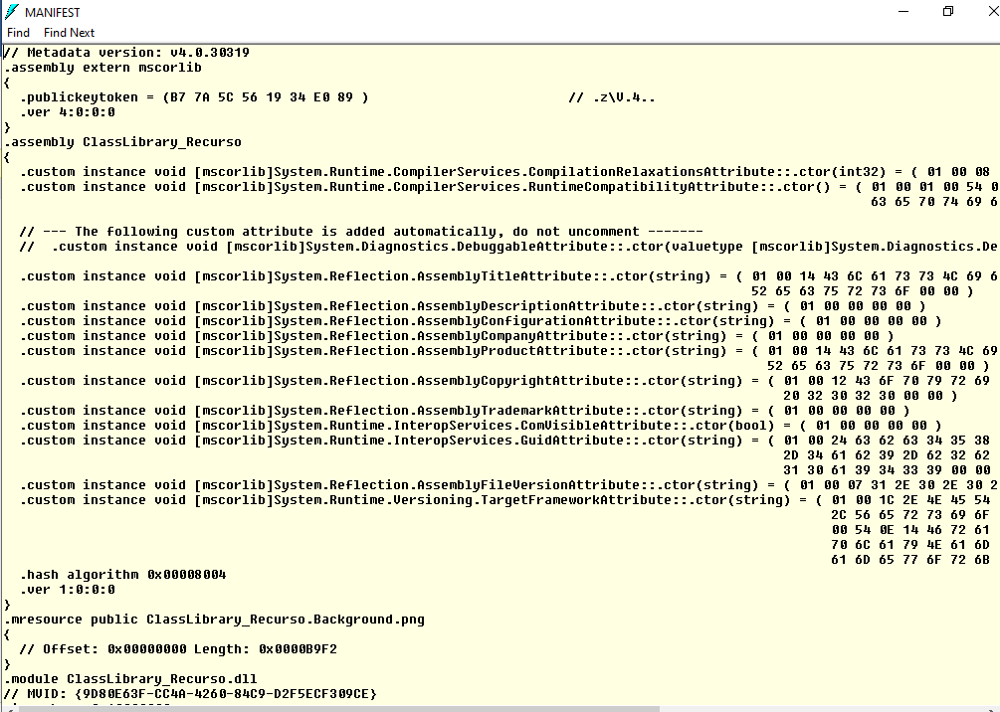 MANIFEST
Find Find Next
// Metadata version: v4.0.30319
.assembly extern mscorlib
{
  .publickeytoken = (B7 7A 5C 56 19 34 E0 89 )                         // .z\V.4..
  .ver 4:0:0:0
}
.assembly ClassLibrary_Recurso
{
  .custom instance void [mscorlib]System.Runtime.CompilerServices.CompilationRelaxationsAttribute::.ctor(int32) = ( 01 00 08
  .custom instance void [mscorlib]System.Runtime.CompilerServices.RuntimeCompatibilityAttribute::.ctor() = ( 01 00 01 00 54 0
63 65 70 74 69 6
  // --- The following custom attribute is added automatically, do not uncomment -------
  //  .custom instance void [mscorlib]System.Diagnostics.DebuggableAttribute::.ctor(valuetype [mscorlib]System.Diagnostics.De
  .custom instance void [mscorlib]System.Reflection.AssemblyTitleAttribute::.ctor(string) = ( 01 00 14 43 6C 61 73 73 4C 69 6
52 65 63 75 72 73 6F 00 00 )
  .custom instance void [mscorlib]System.Reflection.AssemblyDescriptionAttribute::.ctor(string) = ( 01 00 00 00 00 )
  .custom instance void [mscorlib]System.Reflection.AssemblyConfigurationAttribute::.ctor(string) = ( 01 00 00 00 00 )
  .custom instance void [mscorlib]System.Reflection.AssemblyCompanyAttribute::.ctor(string) = ( 01 00 00 00 00 )
  .custom instance void [mscorlib]System.Reflection.AssemblyProductAttribute::.ctor(string) = ( 01 00 14 43 6C 61 73 73 4C 69
52 65 63 75 72 73 6F 00 00 )
  .custom instance void [mscorlib]System.Reflection.AssemblyCopyrightAttribute::.ctor(string) = ( 01 00 12 43 6F 70 79 72 69
20 32 30 32 30 00 00 )
  .custom instance void [mscorlib]System.Reflection.AssemblyTrademarkAttribute::.ctor(string) = ( 01 00 00 00 00 )
  .custom instance void [mscorlib]System.Runtime.InteropServices.ComVisibleAttribute::.ctor(bool) = ( 01 00 00 00 00 )
  .custom instance void [mscorlib]System.Runtime.InteropServices.GuidAttribute::.ctor(string) = ( 01 00 24 63 62 63 34 35 38
2D 34 61 62 39 2D 62 32 62
31 30 61 39 34 33 39 00 00
  .custom instance void [mscorlib]System.Reflection.AssemblyFileVersionAttribute::.ctor(string) = ( 01 00 07 31 2E 30 2E 30 2
  .custom instance void [mscorlib]System.Runtime.Versioning.TargetFrameworkAttribute::.ctor(string) = ( 01 00 1C 2E 4E 45 54
2C 56 65 72 73 69 6F
00 54 0E 14 46 72 61
70 6C 61 79 4E 61 6D
61 6D 65 77 6F 72 6B
  .hash algorithm 0x00008004
  .ver 1:0:0:0
}
.mresource public ClassLibrary_Recurso.Background.png
{
  // Offset: 0x00000000 Length: 0x0000B9F2
}
.module ClassLibrary_Recurso.dll
// MVID: {9D80E63F-CC4A-4260-84C9-D2F5ECF309CE}